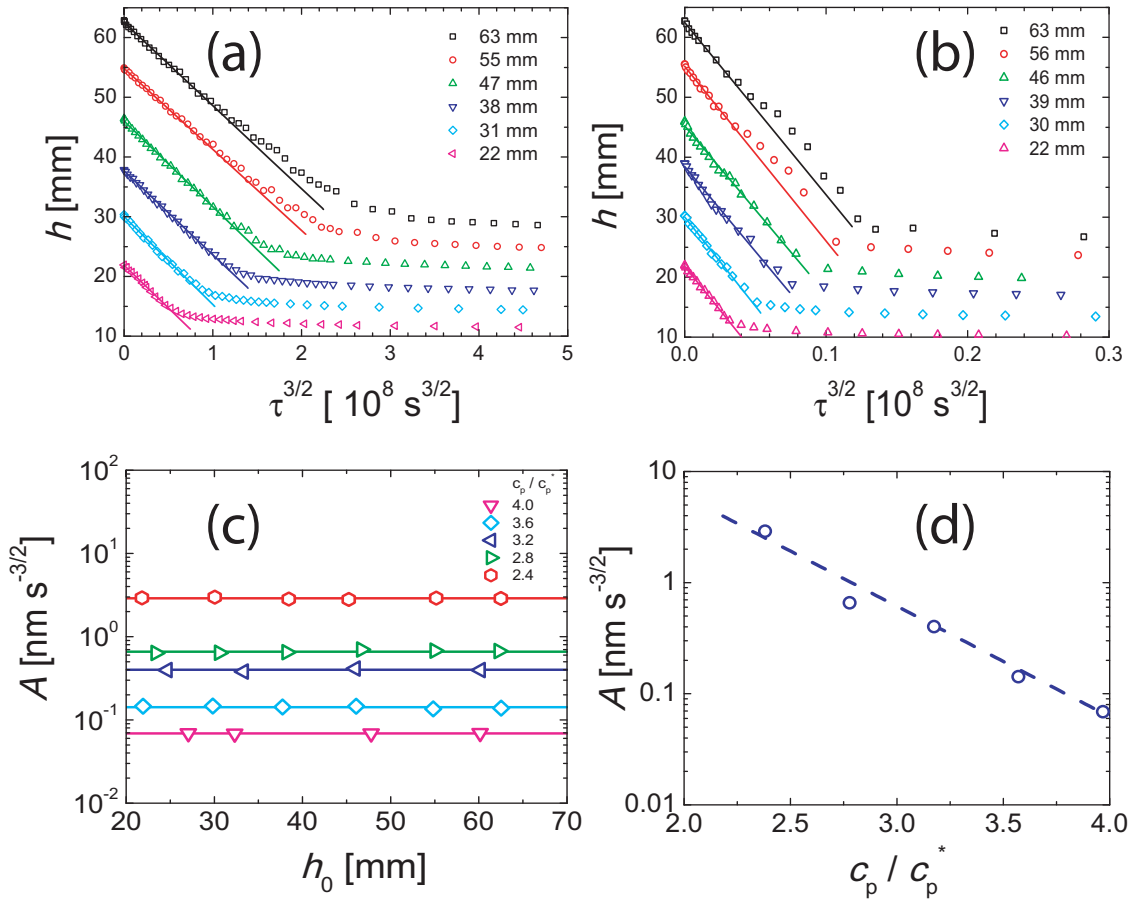 (a)
60
50
40
30
20
10
h [mm]
63 mm
55 mm
47 mm
38 mm
31 mm
22 mm
0 1 2 3 4 5
τ^{3/2} [ 10^8 s^{3/2}]
(b)
60
50
40
30
20
10
h [mm]
63 mm
56 mm
46 mm
39 mm
30 mm
22 mm
0.0 0.1 0.2 0.3
τ^{3/2} [10^8 s^{3/2}]
(c)
10^2
10^1
10^0
10^{-1}
10^{-2}
A [nm s^{-3/2}]
c_p / c_p^*
4.0
3.6
3.2
2.8
2.4
20 30 40 50 60 70
h_0 [mm]
(d)
10
1
0.1
0.01
A [nm s^{-3/2}]
2.0 2.5 3.0 3.5 4.0
c_p / c_p^*